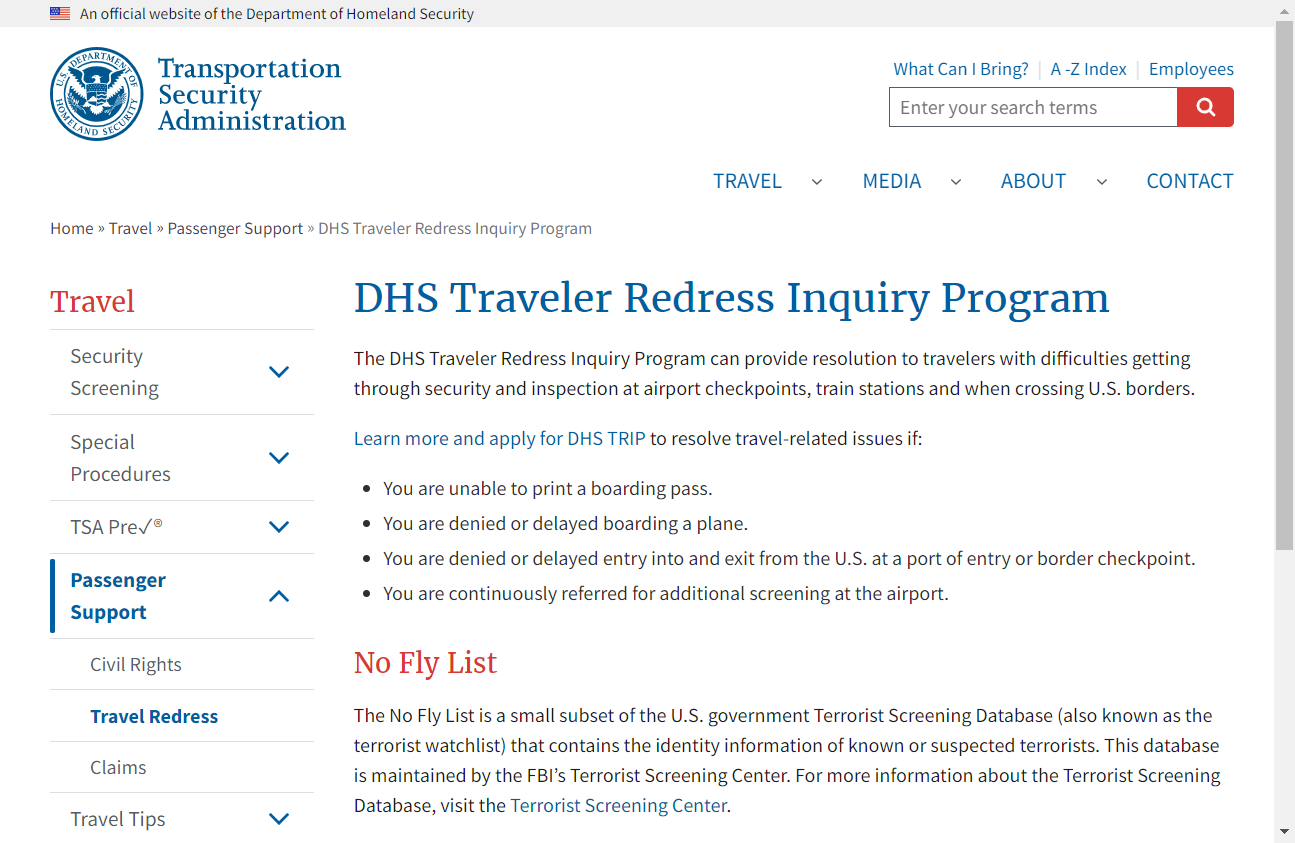 An official website of the Department of Homeland Security
U.S. DEPARTMENT OF HOMELAND SECURITY
Transportation
Security
Administration
What Can I Bring? | A -Z Index | Employees
Enter your search terms
TRAVEL MEDIA ABOUT CONTACT
Home » Travel » Passenger Support » DHS Traveler Redress Inquiry Program
Travel
Security
Screening
Special
Procedures
TSA Pre✓®
Passenger
Support
Civil Rights
Travel Redress
Claims
Travel Tips
DHS Traveler Redress Inquiry Program
The DHS Traveler Redress Inquiry Program can provide resolution to travelers with difficulties getting
through security and inspection at airport checkpoints, train stations and when crossing U.S. borders.
Learn more and apply for DHS TRIP to resolve travel-related issues if:
• You are unable to print a boarding pass.
• You are denied or delayed boarding a plane.
• You are denied or delayed entry into and exit from the U.S. at a port of entry or border checkpoint.
• You are continuously referred for additional screening at the airport.
No Fly List
The No Fly List is a small subset of the U.S. government Terrorist Screening Database (also known as the
terrorist watchlist) that contains the identity information of known or suspected terrorists. This database
is maintained by the FBI’s Terrorist Screening Center. For more information about the Terrorist Screening
Database, visit the Terrorist Screening Center.